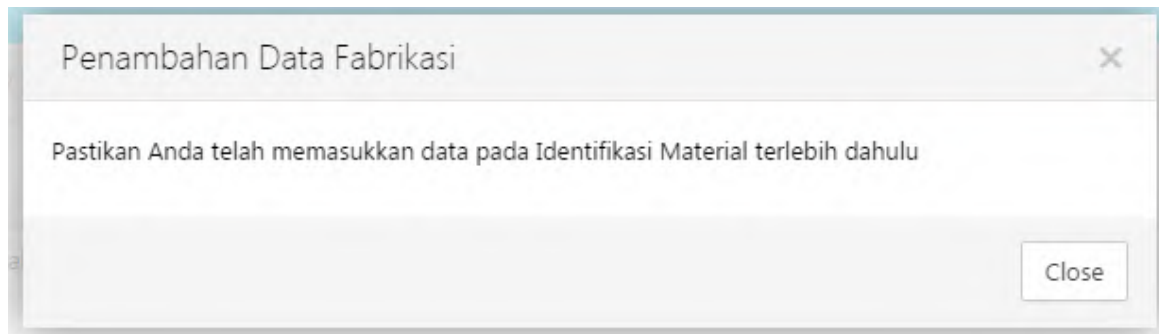 Penambahan Data Fabrikasi
Pastikan Anda telah memasukkan data pada Identifikasi Material terlebih dahulu
Close